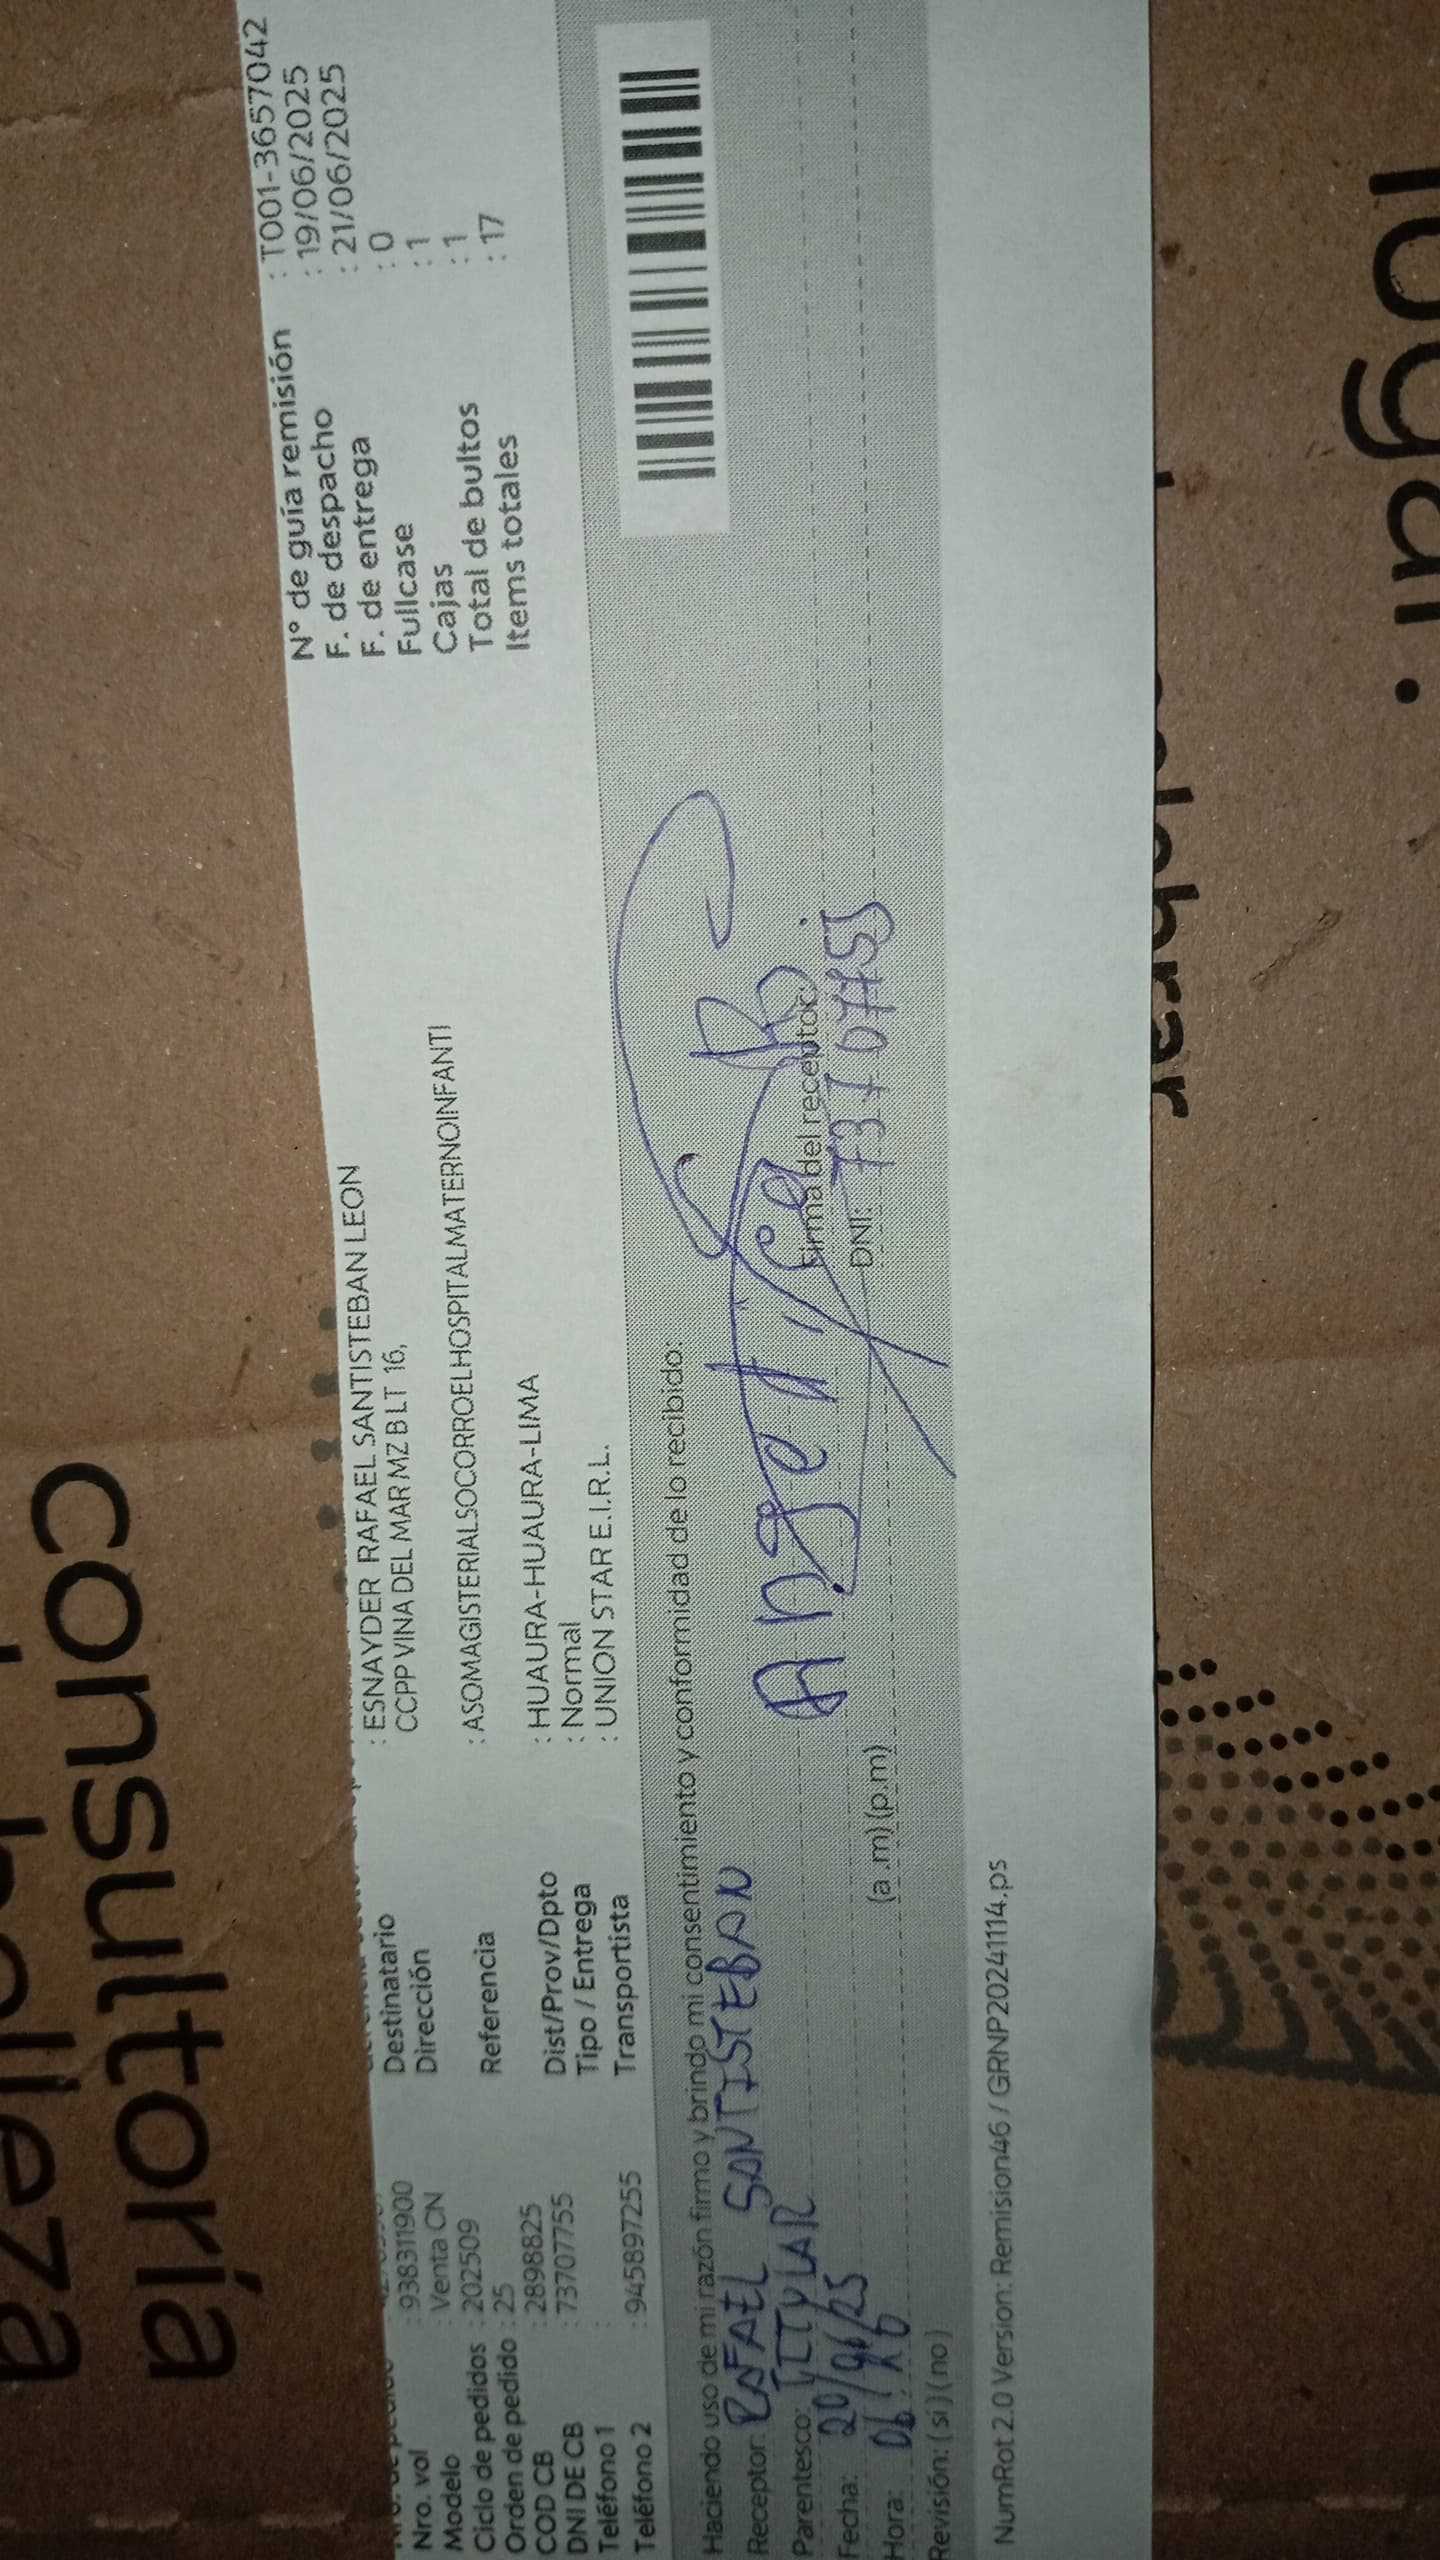 Nro. vol : 938311900
Modelo : Venta CN
Ciclo de pedidos : 202509
Orden de pedido : 25
COD CB : 2898825
DNI DE CB : 73707755
Teléfono 1 :
Teléfono 2 : 945897255
Destinatario : ESNAYDER RAFAEL SANTISTEBAN LEON
Dirección CCPP VINA DEL MAR MZ B LT 16,
Referencia : ASOMAGISTERIALSOCORROELHOSPITALMATERNOINFANTI
Dist/Prov/Dpto : HUAURA-HUAURA-LIMA
Tipo / Entrega : Normal
Transportista : UNION STAR E.I.R.L.
N° de guía remisión : T001-3657042
F. de despacho : 19/06/2025
F. de entrega : 21/06/2025
Fullcase : 0
Cajas : 1
Total de bultos : 1
Items totales : 17
Haciendo uso de mi razón firmo y brindo mi consentimiento y conformidad de lo recibido:
Receptor: RAFAEL SANTISTEBAN
Parentesco: TITULAR
Fecha:
Hora: (a.m) (p.m)
Revisión: ( si ) ( no )
Angel
Firma del receptor:
DNI:
NumRot 2.0 Version: Remision46 / GRNP20241114.ps
consultoría